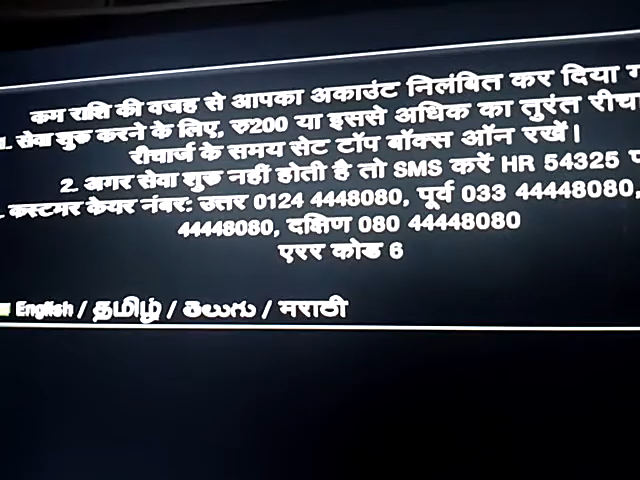 कम राशि की वजह से आपका अकाउंट निलंबित कर दिया
1. सेवा शुरू करने के लिए, रु200 या इससे अधिक का तुरंत रीचा
रीचार्ज के समय सेट टॉप बॉक्स ऑन रखें।
2. अगर सेवा शुरू नहीं होती है तो SMS करें HR 54325 प
कस्टमर केयर नंबर: उत्तर 0124 4448080, पूर्व 033 44448080,
44448080, दक्षिण 080 44448080
एरर कोड 6
English / தமிழ் / తెలుగు / मराठी